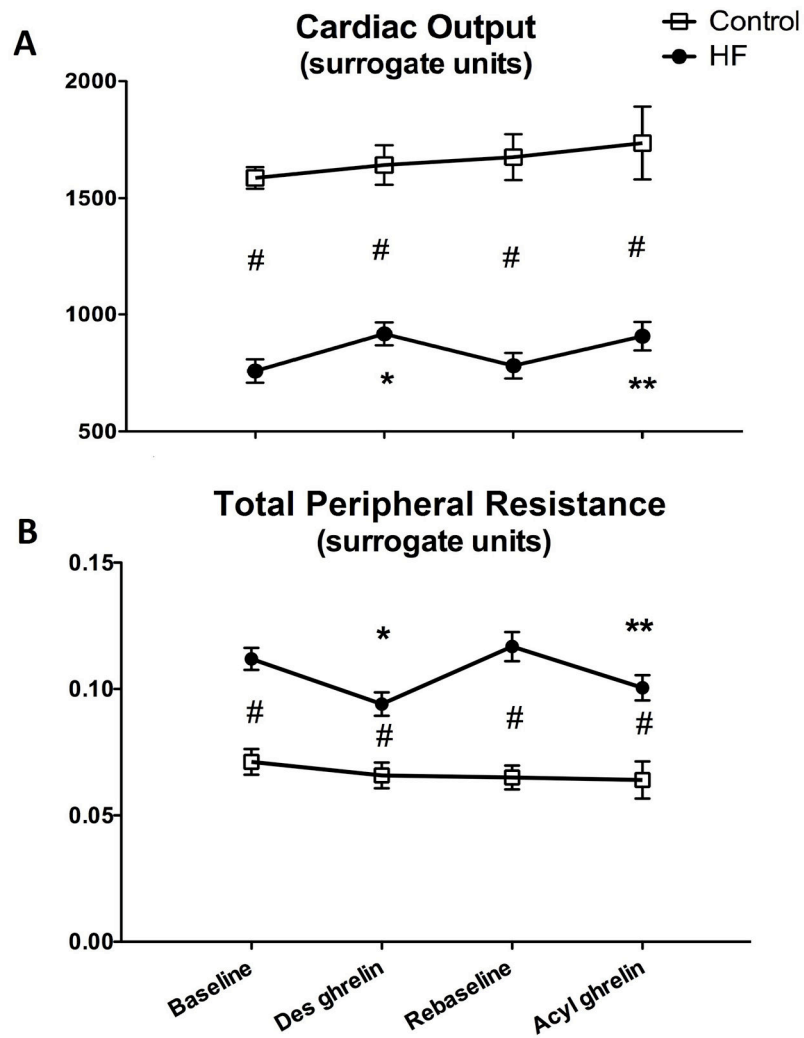 A
Cardiac Output
(surrogate units)
Control
HF
2000
1500
1000
500
# # # #
* **
B
Total Peripheral Resistance
(surrogate units)
0.15
0.10
0.05
0.00
* **
# # # #
Baseline
Des ghrelin
Rebaseline
Acyl ghrelin